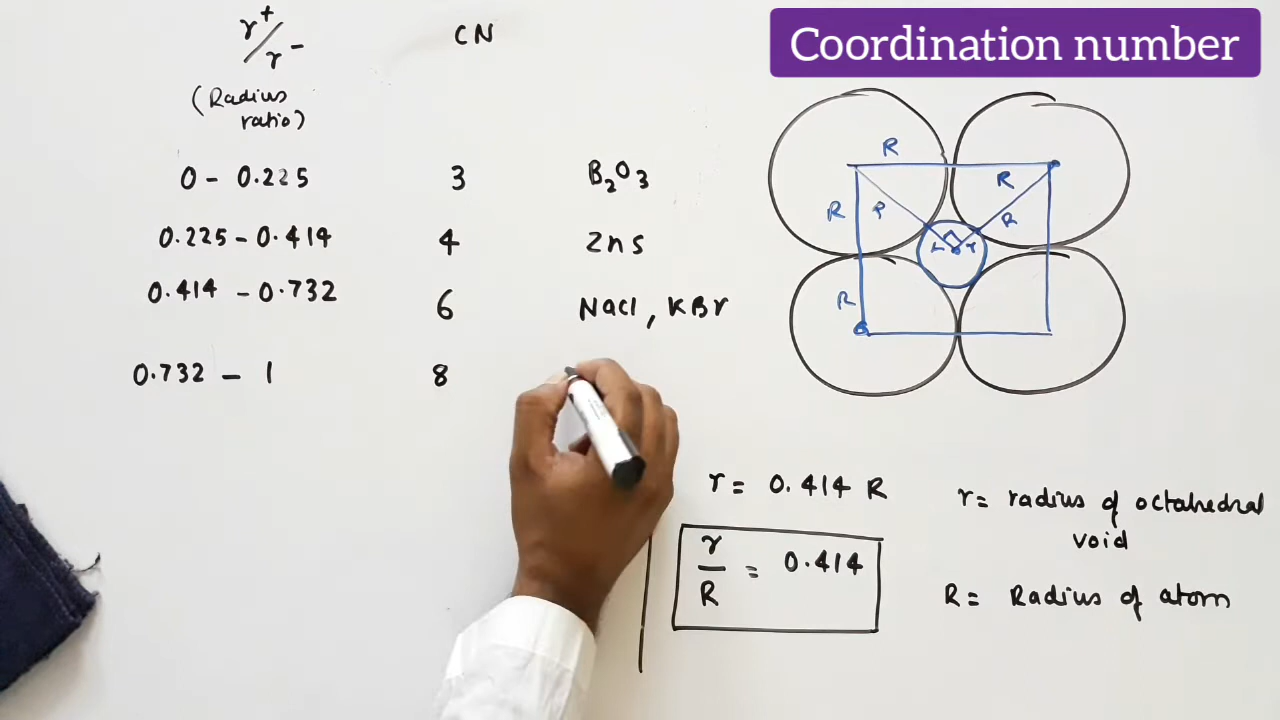 Coordination number
r+/r- CN
(Radius
ratio)
0 - 0.225 3 B2O3
0.225 - 0.414 4 Zns
0.414 - 0.732 6 Nacl, KBr
0.732 - 1 8
R
R R
R R
r r
R
r = 0.414 R
r/R = 0.414
r = radius of octahedral
void
R = Radius of atom